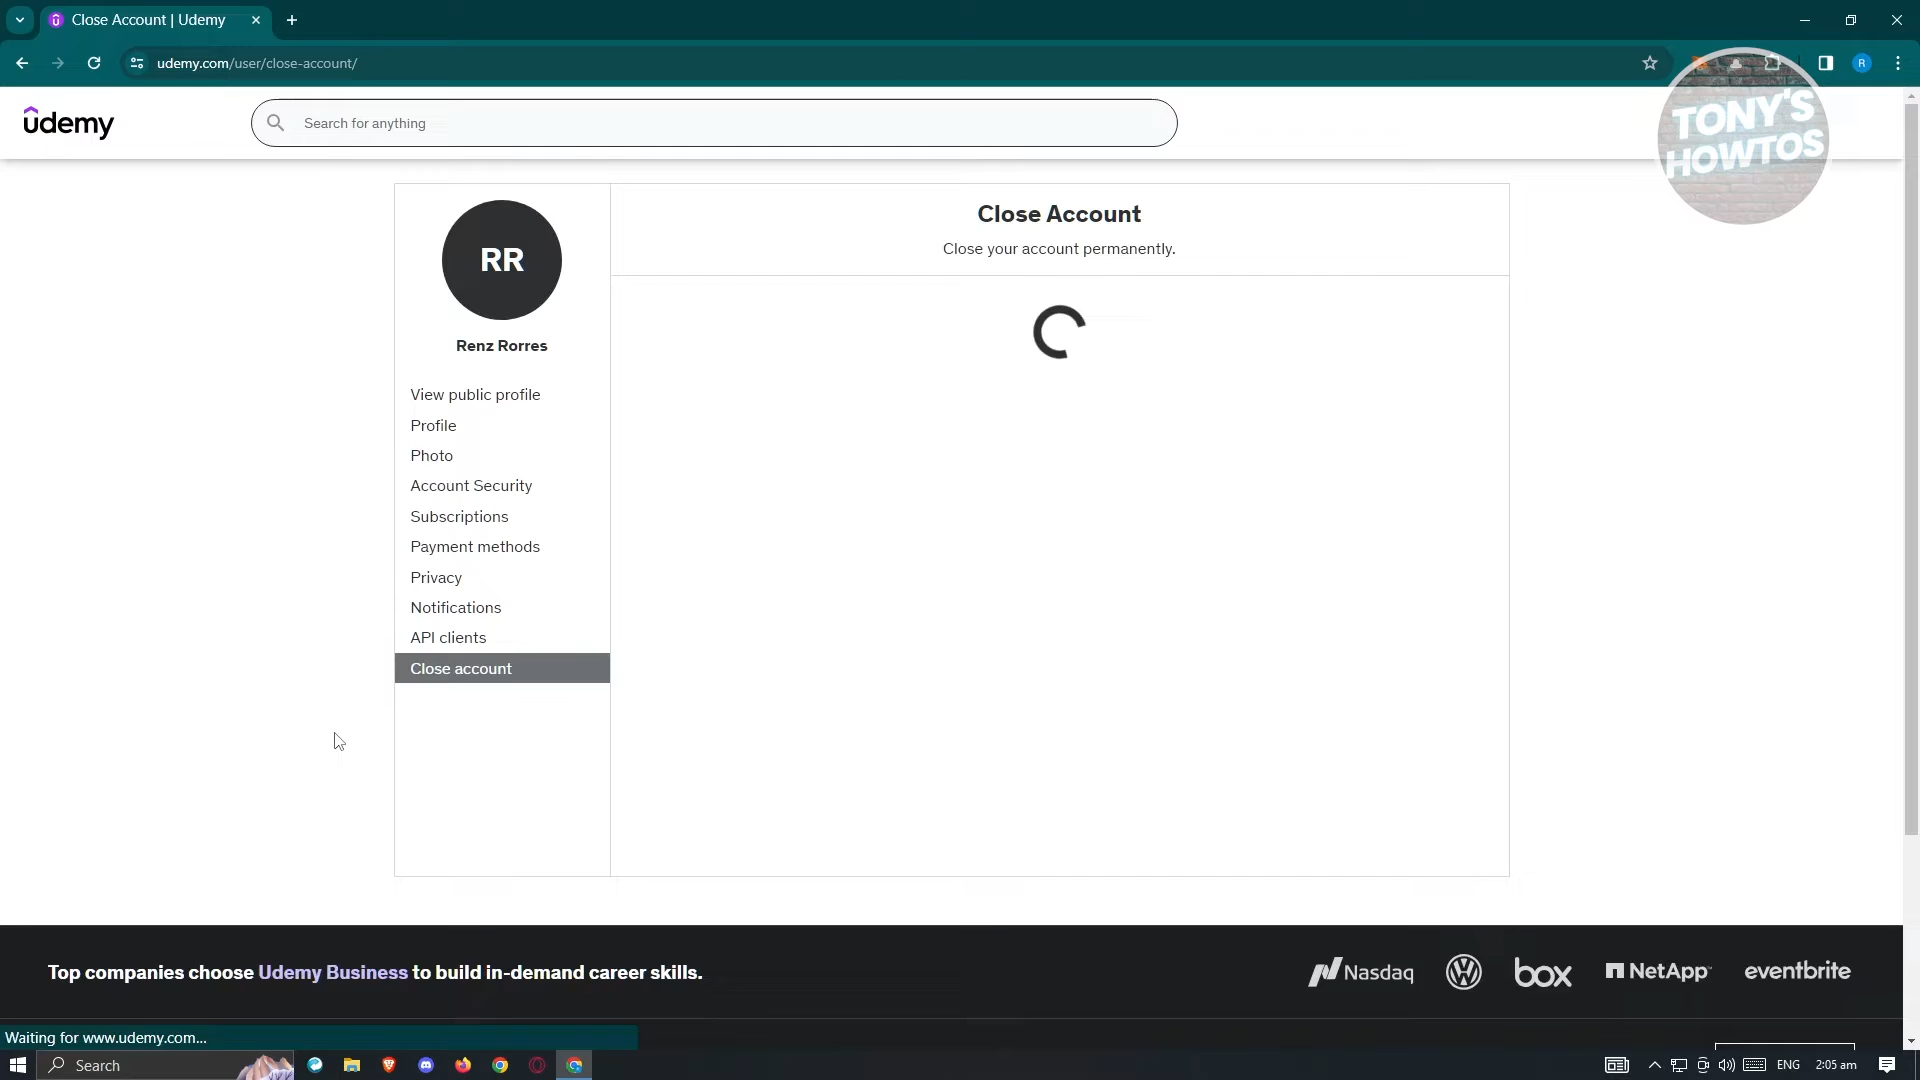 Close Account | Udemy
udemy.com/user/close-account/
R
udemy
Search for anything
TONY'S
HOWTOS
RR
Renz Rorres
View public profile
Profile
Photo
Account Security
Subscriptions
Payment methods
Privacy
Notifications
API clients
Close account
Close Account
Close your account permanently.
Top companies choose Udemy Business to build in-demand career skills.
Nasdaq
box
NetApp
eventbrite
Waiting for www.udemy.com...
Search
ENG
2:05 am